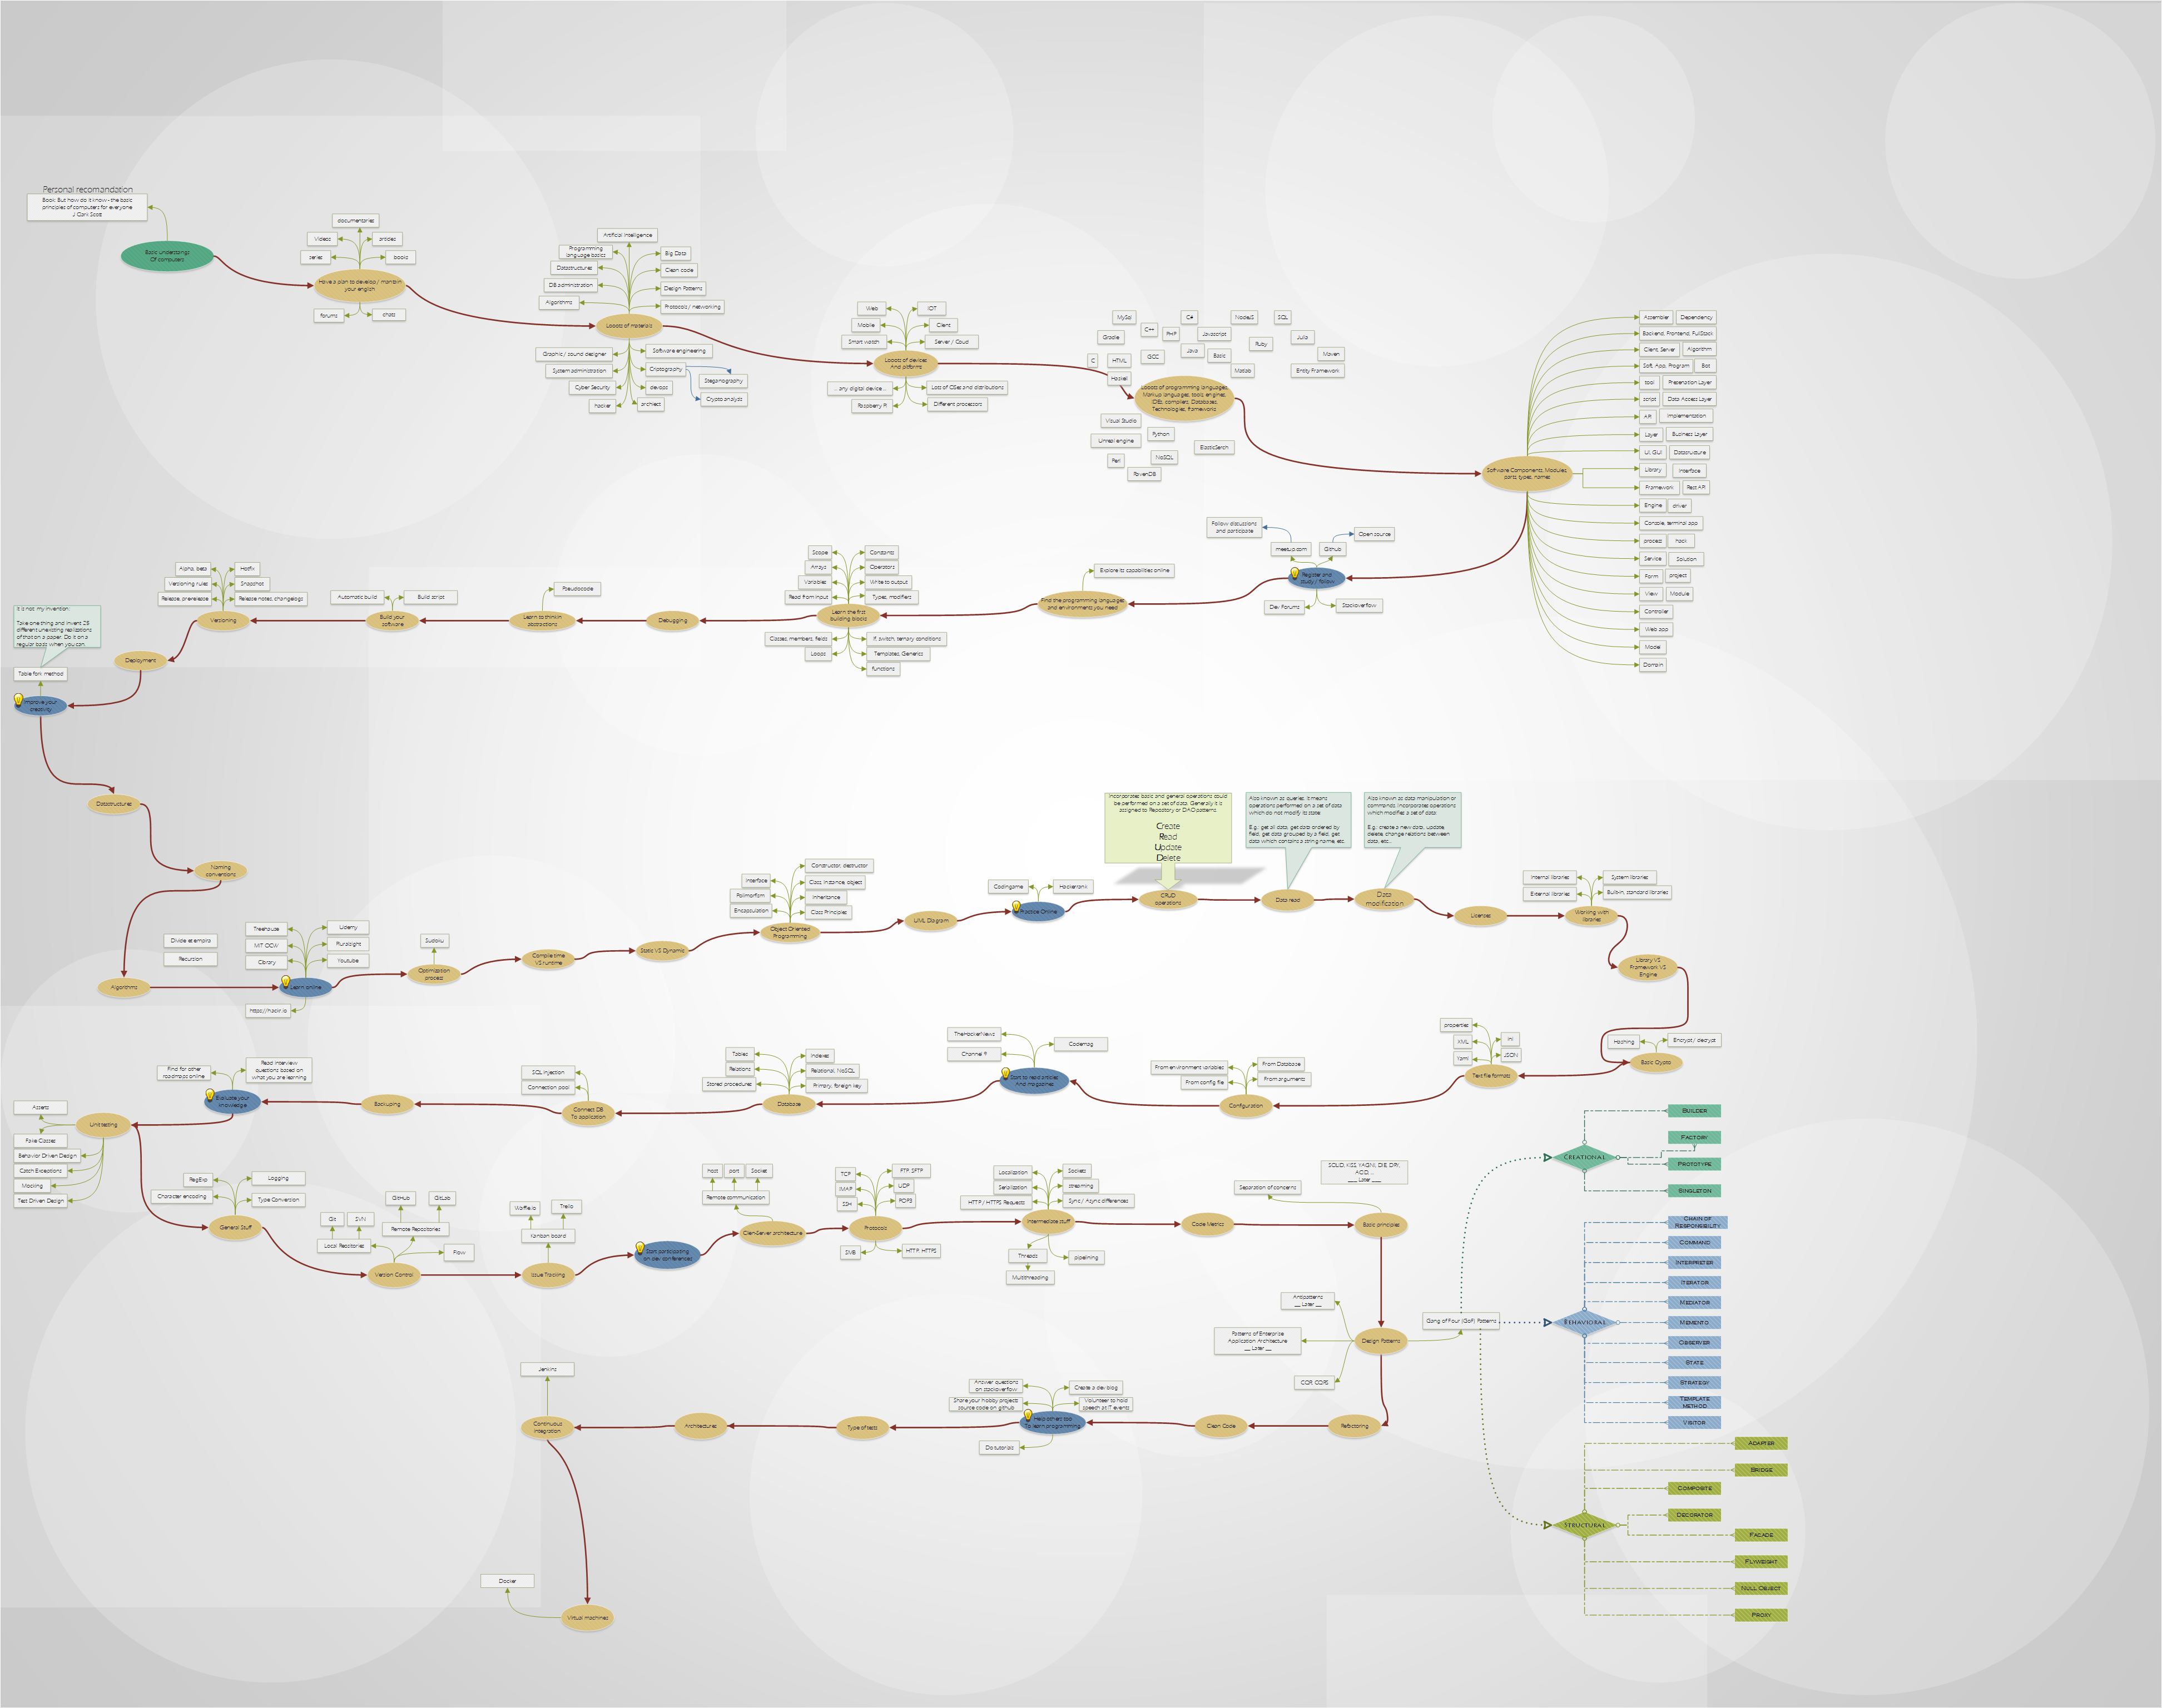 Personal recomandation
Book: But how do it know - the basic
principles of computers for everyone
J. Clark Scott
Basic understangs
Of computers
documentaries
Videos
articles
series
books
Have a plan to develop / mantain
your english
forums
chats
Artificial Intelligence
Programming
language basics
Big Data
Datastructures
Clean code
DB administration
Design Patterns
Algorithms
Protocols / networking
Looots of materials
Graphic / sound designer
Software engineering
System administration
Criptography
Steganography
Cyber Security
devops
Crypto analysis
hacker
architect
Web
IOT
Mobile
Client
Smart watch
Server / Cloud
Looots of devices
And platforms
... any digital device...
Lots of OSes and distributions
Raspberry Pi
Different processors
MySql
C#
NodeJS
SQL
C++
Gradle
PHP
Javascript
Julia
Ruby
Java
C
HTML
GCC
Basic
Maven
Matlab
Entity Framework
Haskel
Looots of programming languages,
Markup languages, tools, engines,
IDEs, compilers, Databases,
Technologies, frameworks
Visual Studio
Python
Unreal engine
ElasticSerch
Perl
NoSQL
RavenDB
Software Components, Modules,
parts, types, names
Assembler
Dependency
Backend, Frontend, FullStack
Client, Server
Algorithm
Soft, App, Program
Bot
tool
Presenation Layer
script
Data Access Layer
API
Implementation
Layer
Business Layer
UI, GUI
Datastructure
Library
Interface
Framework
Rest API
Engine
driver
Console, terminal app
process
hack
Service
Solution
Form
project
View
Module
Controller
Web app
Model
Domain
Follow discussions
and participate
Open source
meetup.com
Github
Register and
study / follow
Dev Forums
Stackoverflow
Explore its capabilities online
Find the programming languages
and environments you need
Scope
Constants
Arrays
Operators
Variables
Write to output
Read from input
Types, modifiers
Learn the first
building blocks
Classes, members, fields
If, switch, ternary conditions
Loops
Templates, Generics
functions
Debugging
Pseudocode
Learn to think in
abstractions
Automatic build
Build script
Build your
software
Alpha, beta
Hotfix
Versioning rules
Snapshot
Release, prerelease
Release notes, changelogs
Versioning
Deployment
It is not my invention:
Take one thing and invent 25
different unexisting realizations
of that on a paper. Do it on a
regular basis when you can.
Table fork method
Improve your
creativity
Datastructures
Naming
conventions
Divide et empira
Recursion
Algorithms
Treehouse
Udemy
MIT OCW
Pluralsight
Library
Youtube
Learn online
https://hackr.io
Sudoku
Optimization
process
Compile time
VS runtime
Static VS Dynamic
Constructor, destructor
Interface
Class, instance, object
Polimorfizm
Inheritance
Encapsulation
Class Principles
Object Oriented
Programming
UML Diagram
Codingame
Hackerrank
Practice Online
Incorporates basic and general operations could
be performed on a set of data. Generally it is
assigned to Repository or DAO patterns.
Create
Read
Update
Delete
CRUD
operations
Also known as queries. It means
operations performed on a set of data
which do not modify its state
E.g.: get all data, get data ordered by
field, get data grouped by a field, get
data which contains a string name, etc.
Data read
Also known as data manipulation or
commands. Incorporates operations
which modifies a set of data
E.g.: create a new data, update,
delete, change relations between
data, etc...
Data
modification
Licenses
Internal libraries
System libraries
External libraries
Built-in, standard libraries
Working with
libraries
Library VS
Framework VS
Engine
Hashing
Encrypt / decrypt
Basic Crypto
properties
XML
ini
Yaml
JSON
Text file formats
From environment variables
From Database
From config file
From arguments
Configuration
TheHackerNews
Codemag
Channel 9
Start to read articles
And magazines
Tables
Indexes
Relations
Relational, NoSQL
Stored procedures
Primary, foreign key
Database
SQL injection
Connection pool
Connect DB
To application
Backuping
Find for other
roadmaps online
Read interview
questions based on
what you are learning
Evaluate your
knowledge
Assets
Unit testing
Fake Classes
Behavior Driven Design
Catch Exceptions
Mocking
Test Driven Design
RegExp
Logging
Character encoding
Type Conversion
General Stuff
GitHub
GitLab
Git
SVN
Remote Repositories
Local Repsitories
Flow
Version Control
Waffle.io
Trello
Kanban board
Issue Tracking
Start participating
on dev conferences
host
port
Socket
Remote communication
Clien-Server architecture
TCP
FTP, SFTP
IMAP
UDP
SSH
POP3
Protocols
SMB
HTTP, HTTPS
Localization
Sockets
Serialization
streaming
HTTP / HTTPS Requests
Sync / Async differences
Intermediate stuff
Threads
pipelining
Multithreading
Code Metrics
SOLID, KISS, YAGNI, DIE, DRY,
ACID, ...
___ Later ___
Separation of concerns
Basic principles
Antipatterns
__ Later __
Patterns of Enterprise
Application Architecture
__ Later __
GOF, CQRS
Design Patterns
Gang of Four (GoF) Patterns
Creational
Builder
Factory
Prototype
Singleton
Behavioral
Chain of
Responsibility
Command
Interpreter
Iterator
Mediator
Memento
Observer
State
Strategy
Template
Method
Visitor
Structural
Adapter
Bridge
Composite
Decorator
Facade
Flyweight
Null Object
Proxy
Refactoring
Clean Code
Answer questions
on stackoverflow
Create a dev blog
Share your hobby projects
source code on github
Volunteer to hold
speech at IT events
Help others too
To learn programming
Do tutorials
Type of tests
Architectures
Jenkins
Continuous
integration
Docker
Virtual machines